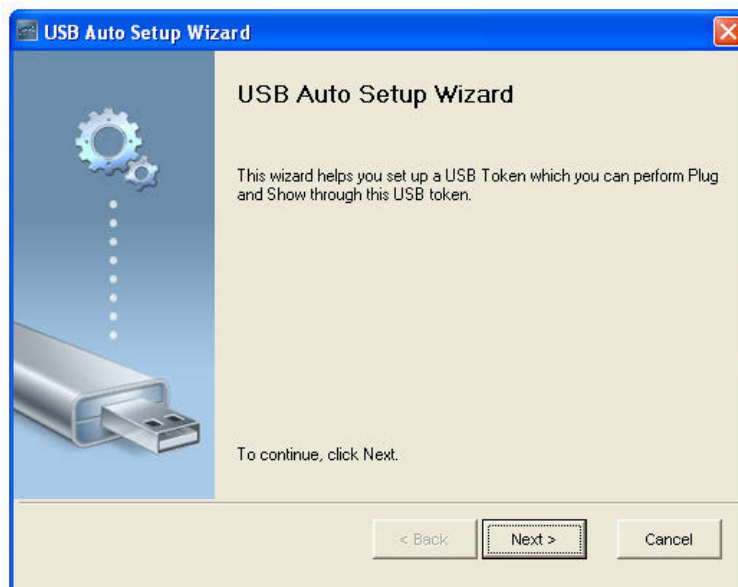 USB Auto Setup Wizard
USB Auto Setup Wizard
This wizard helps you set up a USB Token which you can perform Plug
and Show through this USB token.
To continue, click Next.
< Back
Next >
Cancel